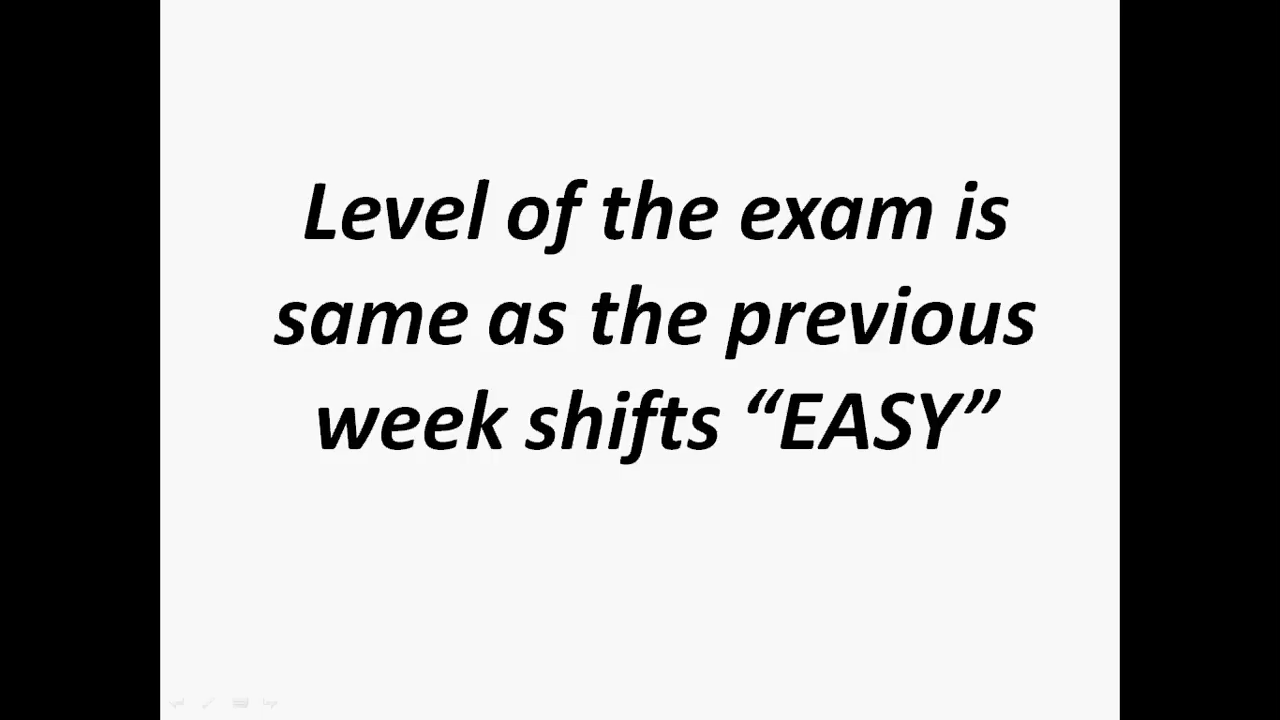 Level of the exam is
same as the previous
week shifts “EASY”